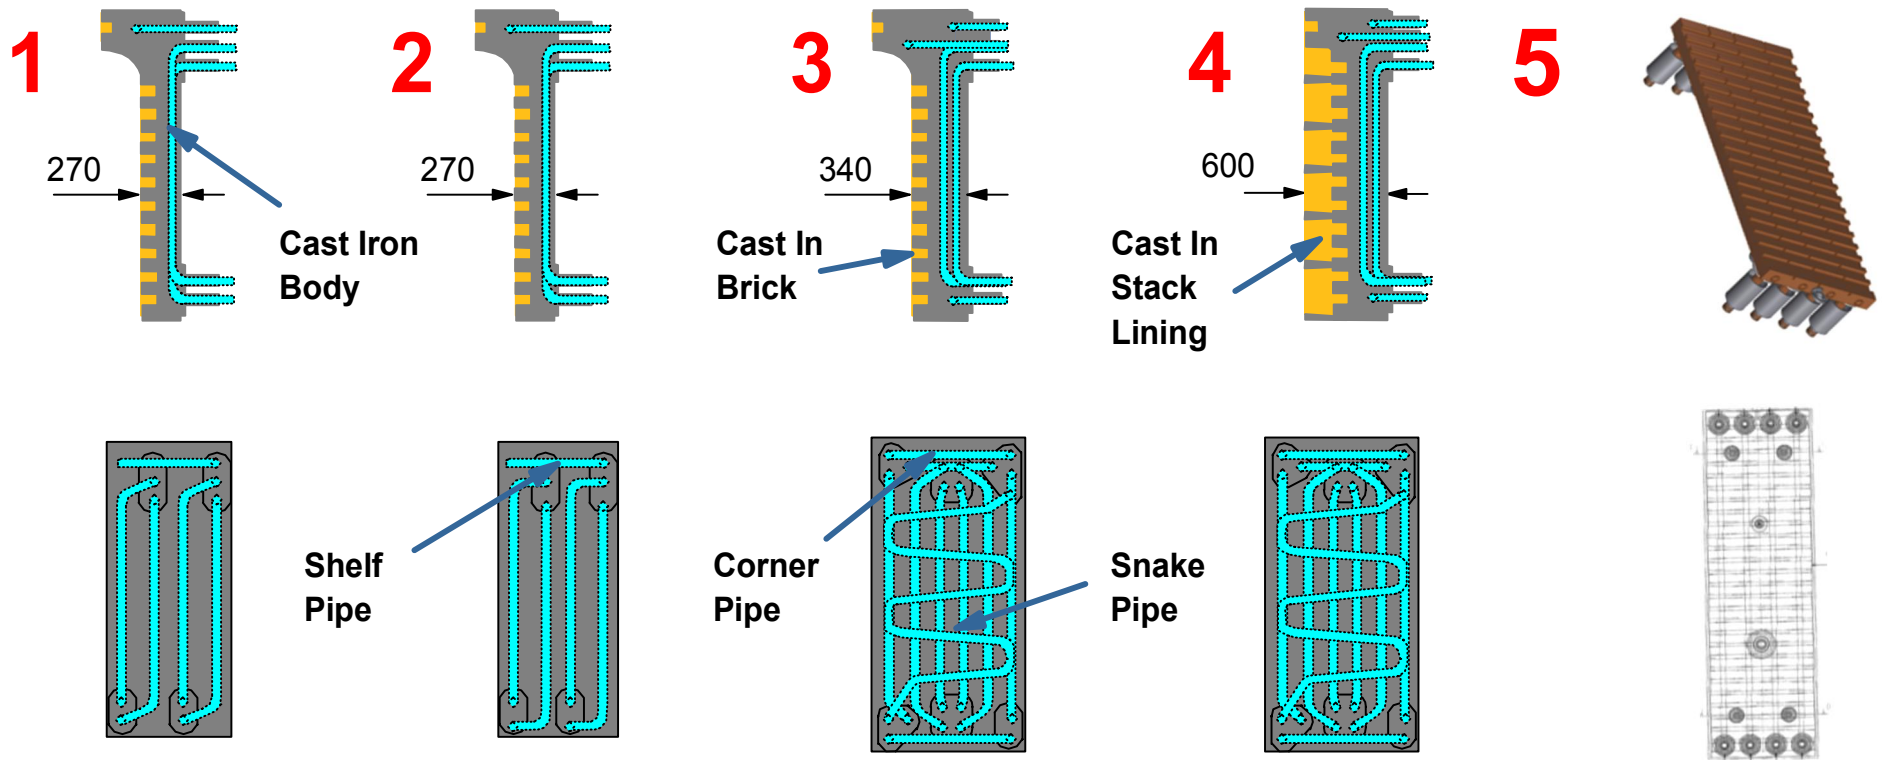 1
2
3
4
5
270
270
340
600
Cast Iron
Body
Cast In
Brick
Cast In
Stack
Lining
Shelf
Pipe
Corner
Pipe
Snake
Pipe